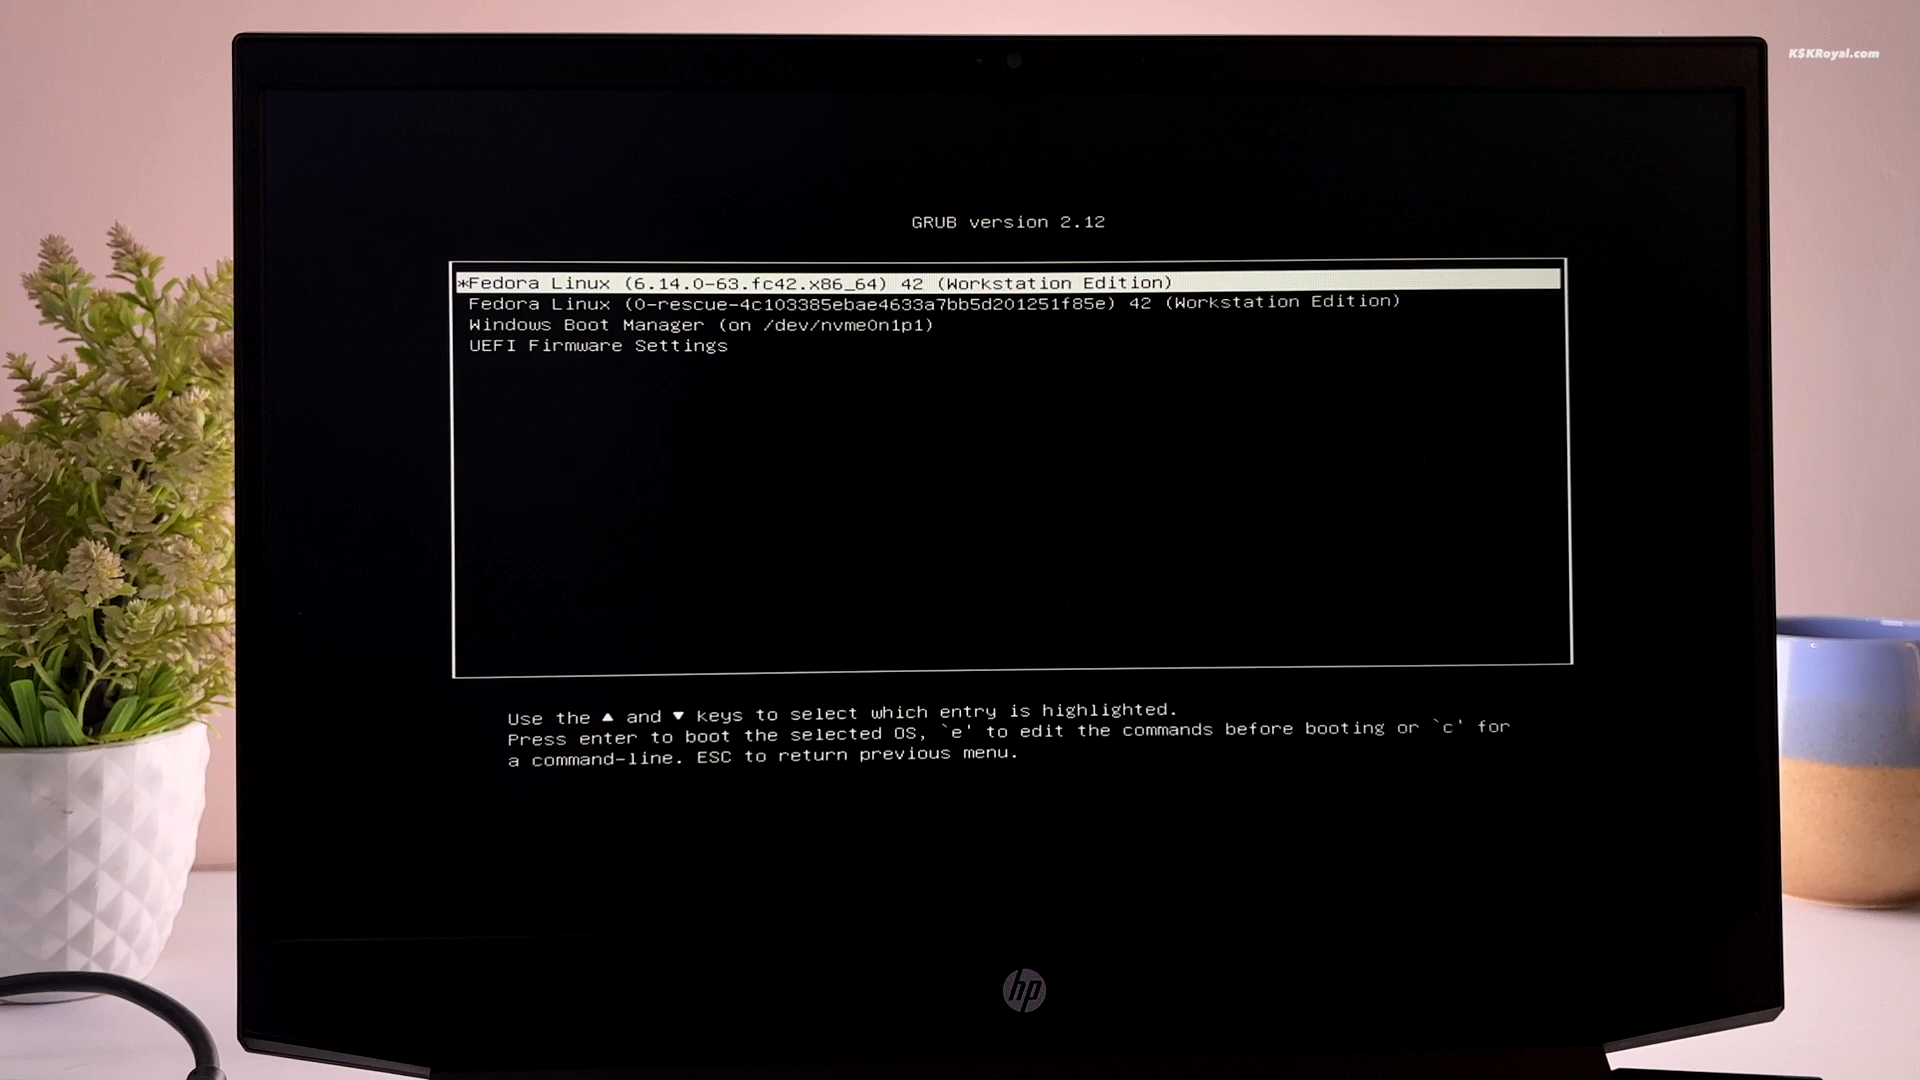 KSKRoyal.com
GRUB version 2.12
*Fedora Linux (6.14.0-63.fc42.x86_64) 42 (Workstation Edition)
Fedora Linux (0-rescue-4c103385ebae4633a7bb5d201251f85e) 42 (Workstation Edition)
Windows Boot Manager (on /dev/nvme0n1p1)
UEFI Firmware Settings
Use the ▲ and ▼ keys to select which entry is highlighted.
Press enter to boot the selected OS, `e' to edit the commands before booting or `c' for
a command-line. ESC to return previous menu.
hp